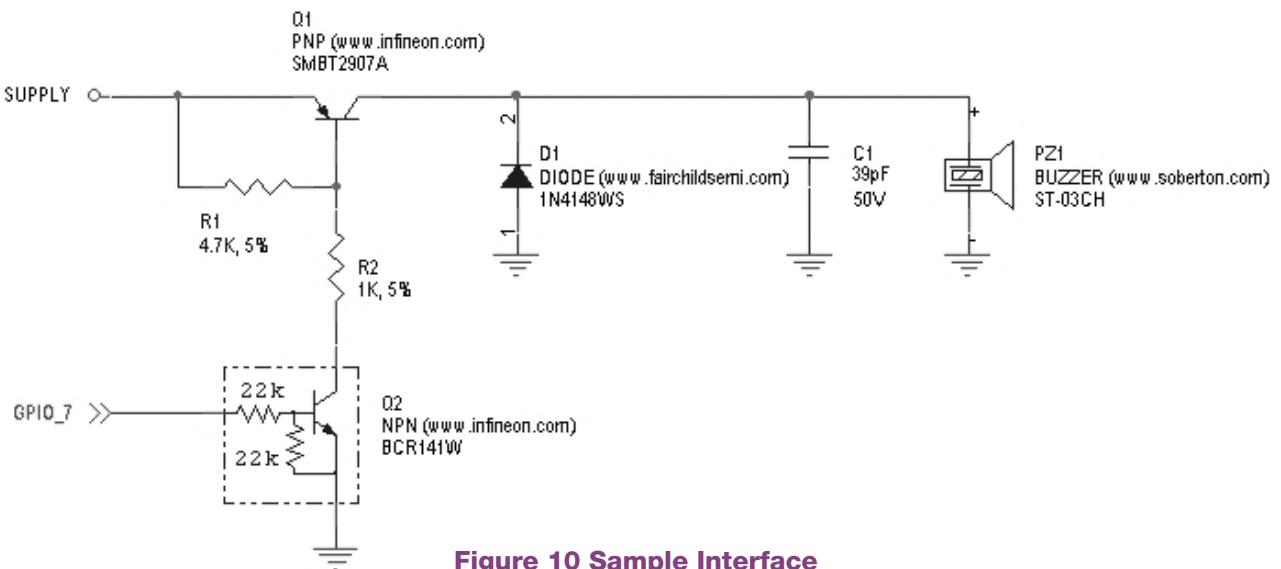 Q1
PNP (www.infineon.com)
SMBT2907A
SUPPLY
R1
4.7K, 5%
R2
1K, 5%
2
1
D1
DIODE (www.fairchildsemi.com)
1N4148WS
C1
39pF
50V
+
-
PZ1
BUZZER (www.soberton.com)
ST-03CH
GPIO_7
22k
22k
Q2
NPN (www.infineon.com)
BCR141W
Figure 10 Sample Interface